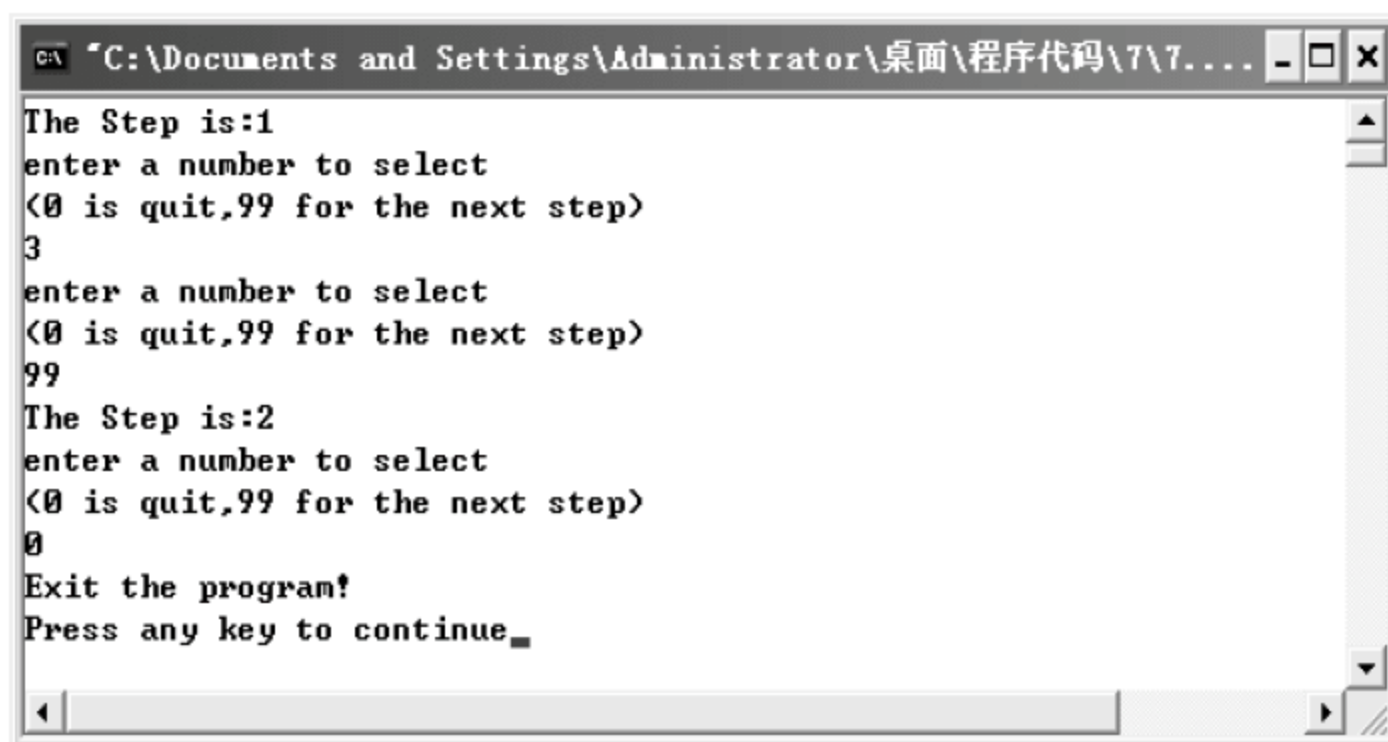 "C:\Documents and Settings\Administrator\桌面\程序代码\7\7....
The Step is:1
enter a number to select
(0 is quit,99 for the next step)
3
enter a number to select
(0 is quit,99 for the next step)
99
The Step is:2
enter a number to select
(0 is quit,99 for the next step)
0
Exit the program!
Press any key to continue_